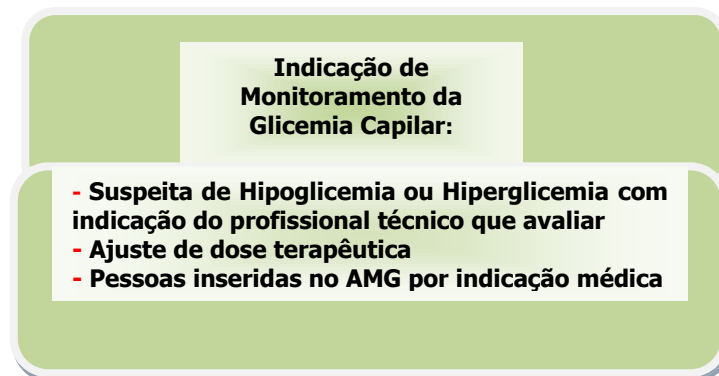 Indicação de
Monitoramento da
Glicemia Capilar:
- Suspeita de Hipoglicemia ou Hiperglicemia com
indicação do profissional técnico que avaliar
- Ajuste de dose terapêutica
- Pessoas inseridas no AMG por indicação médica